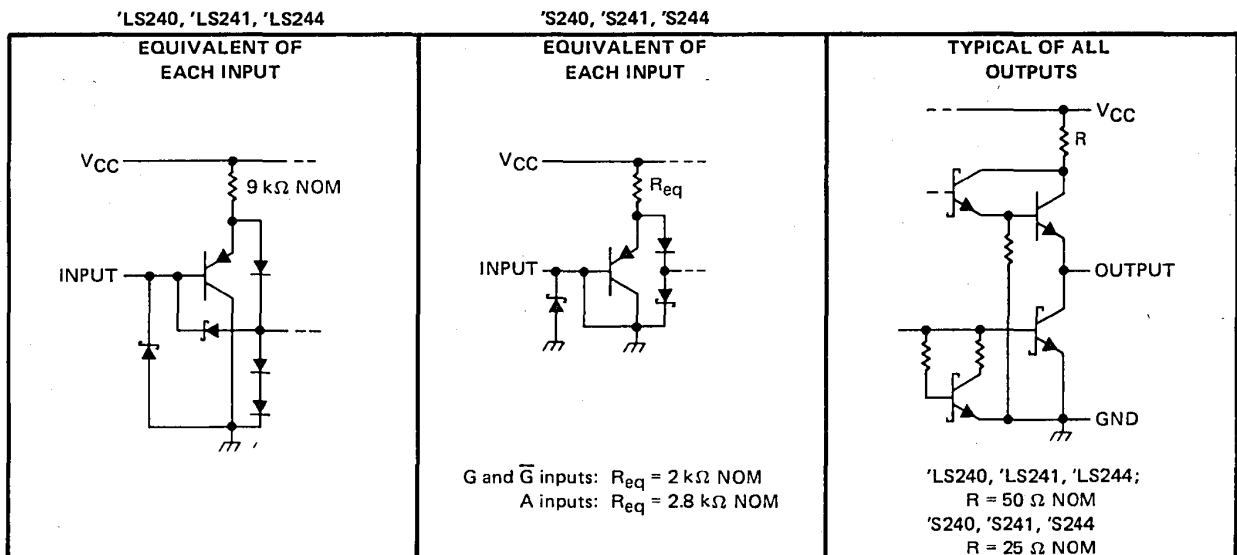 'LS240, 'LS241, 'LS244
EQUIVALENT OF
EACH INPUT
VCC
9 kΩ NOM
INPUT
'S240, 'S241, 'S244
EQUIVALENT OF
EACH INPUT
VCC
Req
INPUT
G and G̅ inputs: Req = 2 kΩ NOM
A inputs: Req = 2.8 kΩ NOM
TYPICAL OF ALL
OUTPUTS
VCC
R
OUTPUT
GND
'LS240, 'LS241, 'LS244;
R = 50 Ω NOM
'S240, 'S241, 'S244
R = 25 Ω NOM